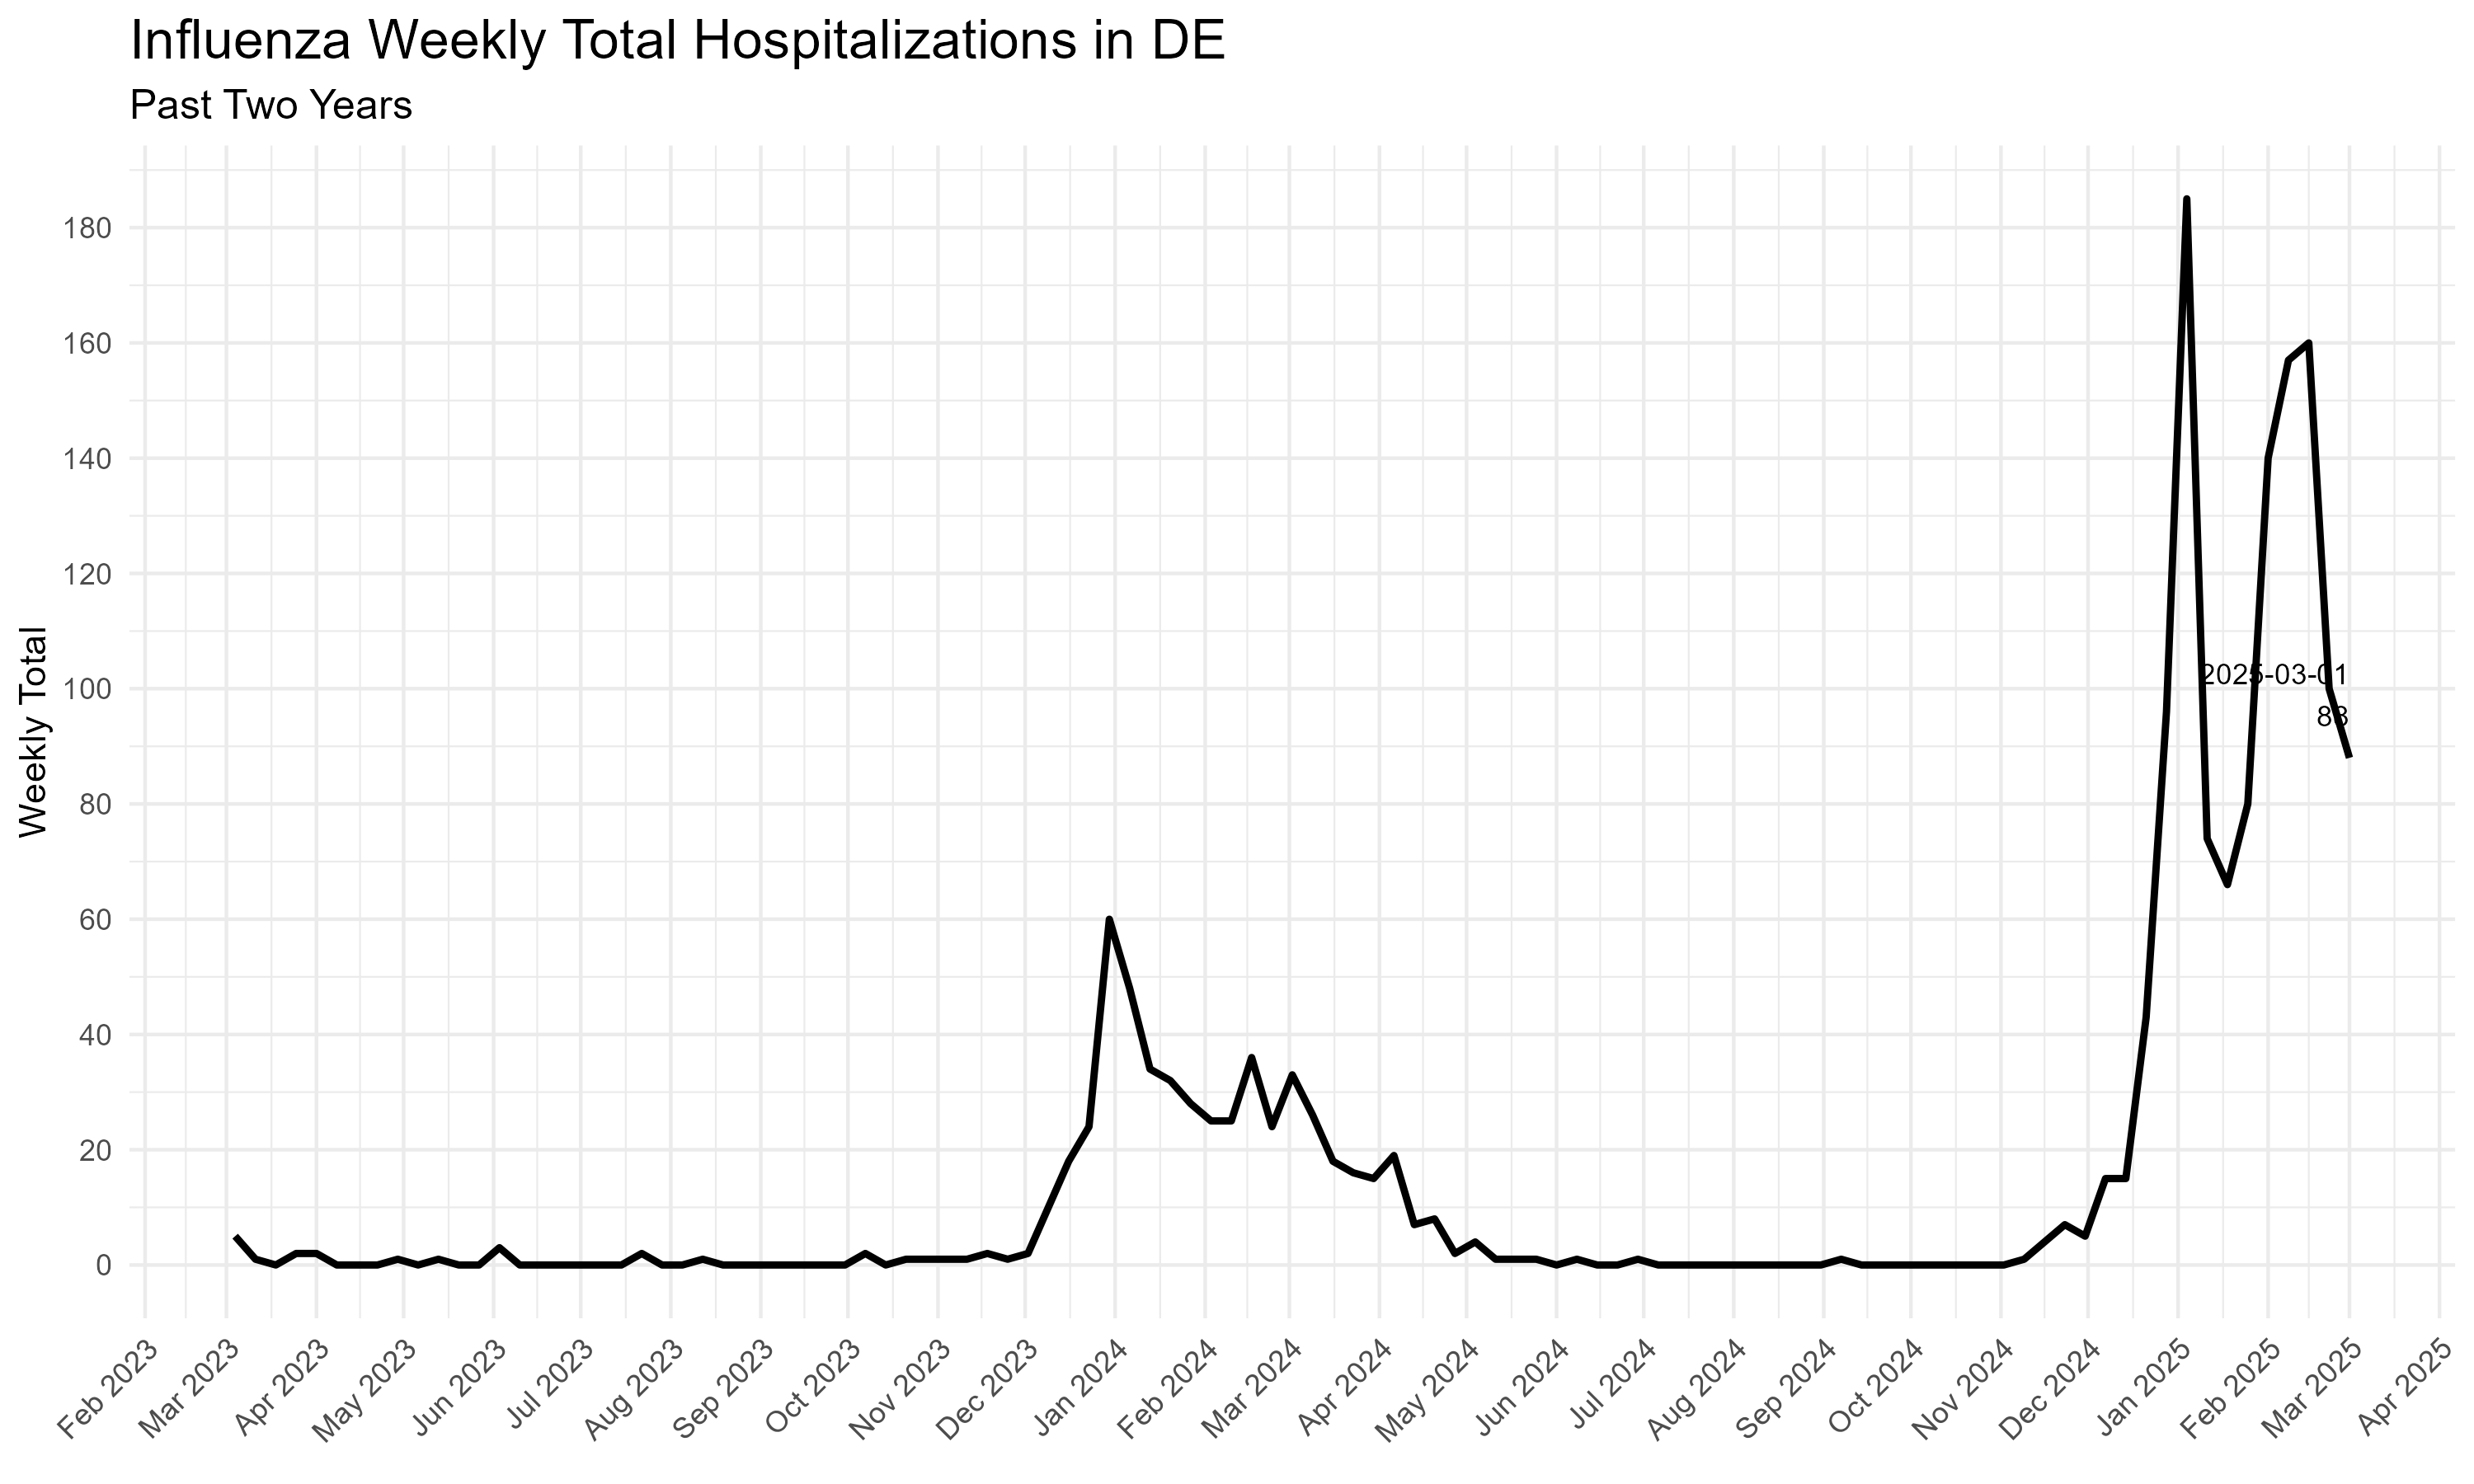 Influenza Weekly Total Hospitalizations in DE
Past Two Years
Weekly Total
180
160
140
120
100
80
60
40
20
0
2025-03-01
88
Feb 2023
Mar 2023
Apr 2023
May 2023
Jun 2023
Jul 2023
Aug 2023
Sep 2023
Oct 2023
Nov 2023
Dec 2023
Jan 2024
Feb 2024
Mar 2024
Apr 2024
May 2024
Jun 2024
Jul 2024
Aug 2024
Sep 2024
Oct 2024
Nov 2024
Dec 2024
Jan 2025
Feb 2025
Mar 2025
Apr 2025